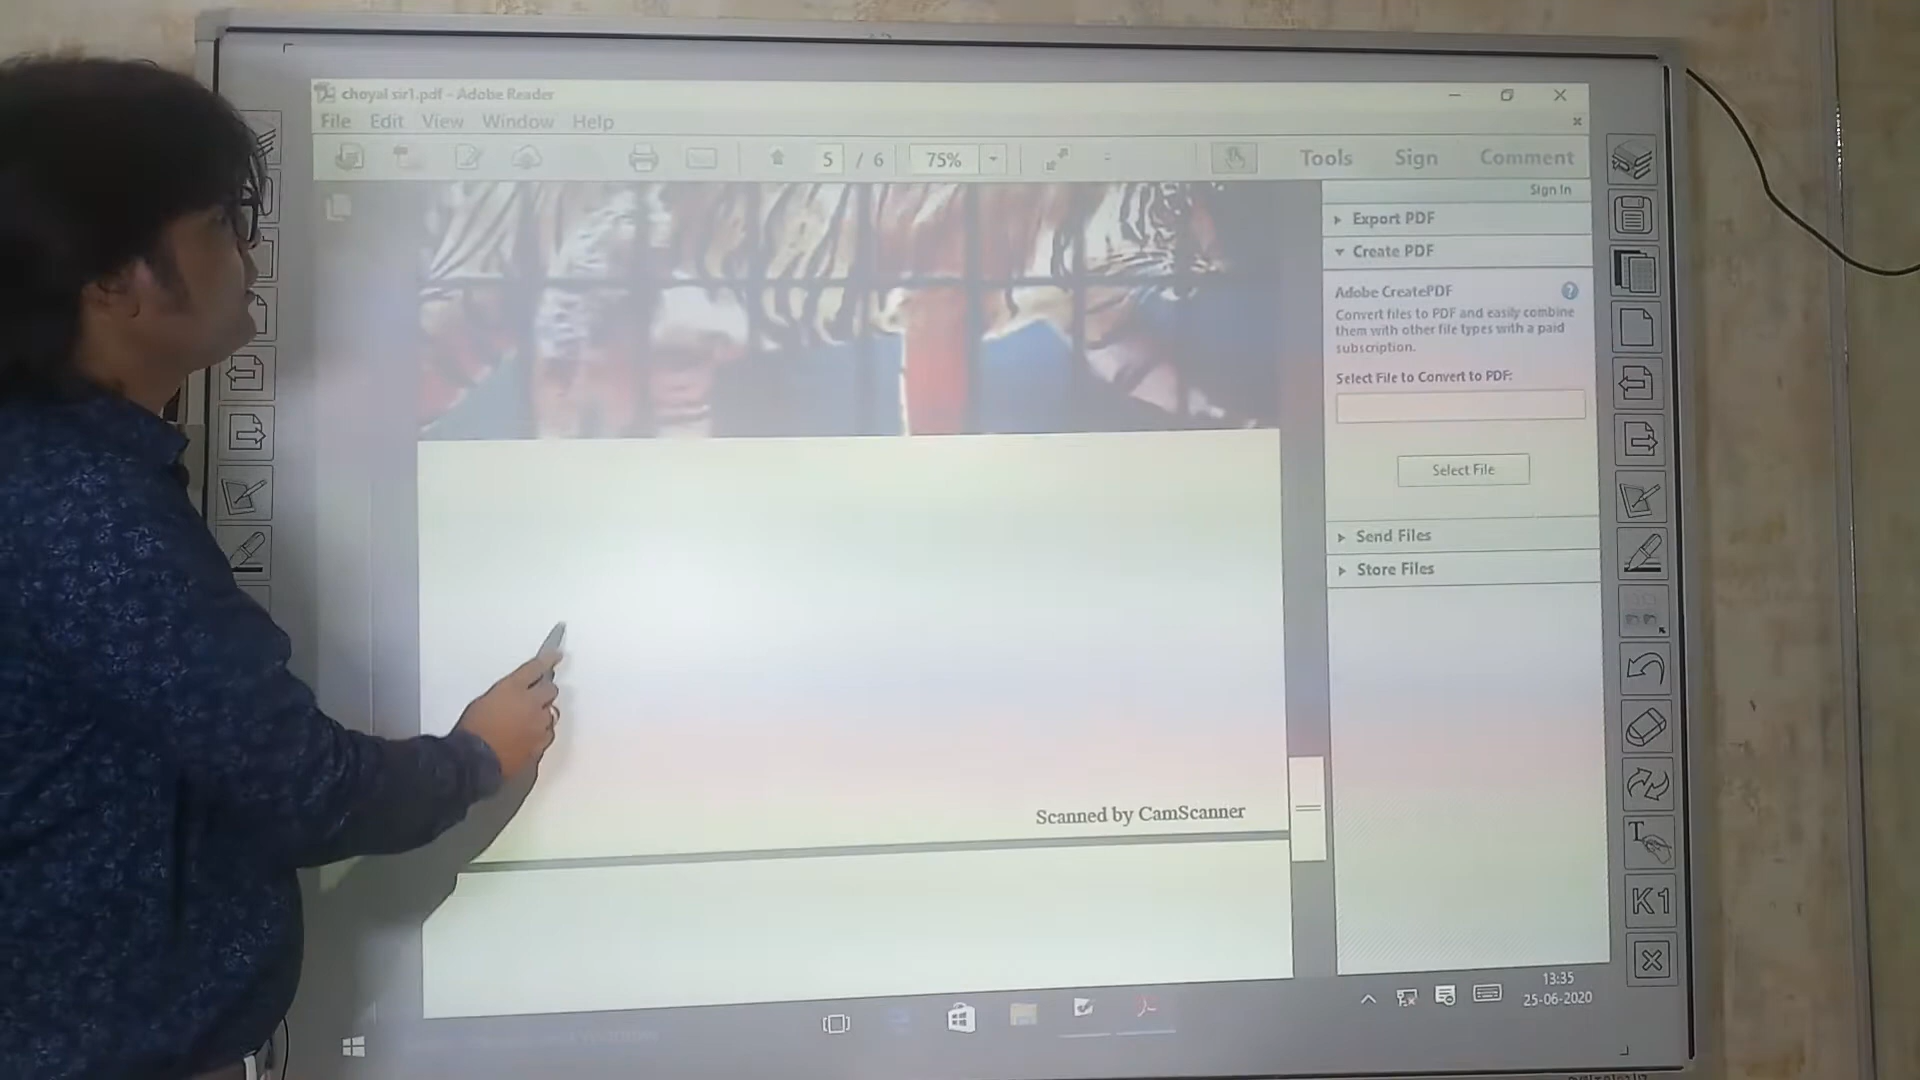 choyal sir1.pdf - Adobe Reader
File Edit View Window Help
5 / 6 75% Tools Sign Comment
Sign In
Export PDF
Create PDF
Adobe CreatePDF
Convert files to PDF and easily combine
them with other file types with a paid
subscription.
Select File to Convert to PDF:
Select File
Send Files
Store Files
Scanned by CamScanner
T
K1
13:35
25-06-2020